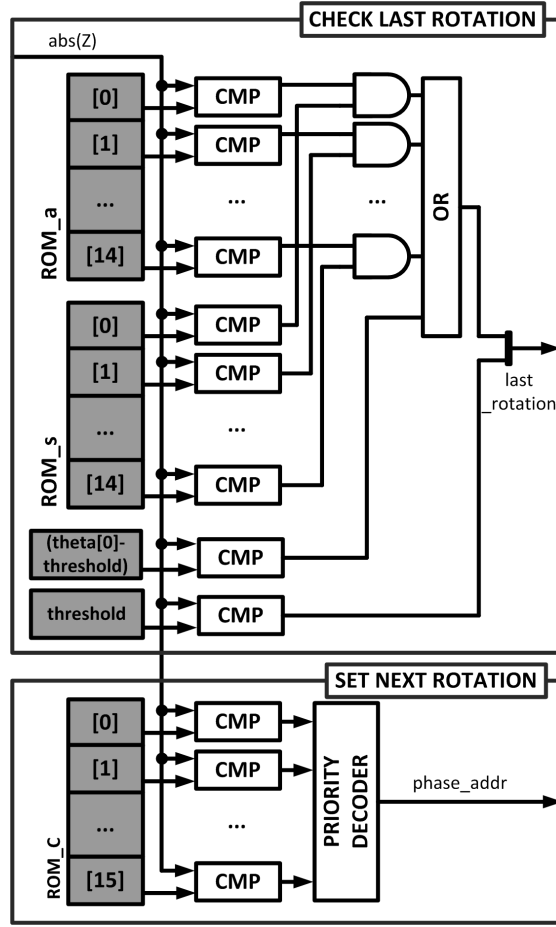 CHECK LAST ROTATION
abs(Z)
ROM_a
[0]
[1]
...
[14]
CMP
CMP
...
CMP
...
OR
ROM_s
[0]
[1]
...
[14]
CMP
CMP
...
CMP
last
_rotation
(theta[0]-
threshold)
CMP
threshold
CMP
SET NEXT ROTATION
ROM_C
[0]
[1]
...
[15]
CMP
CMP
...
CMP
PRIORITY
DECODER
phase_addr